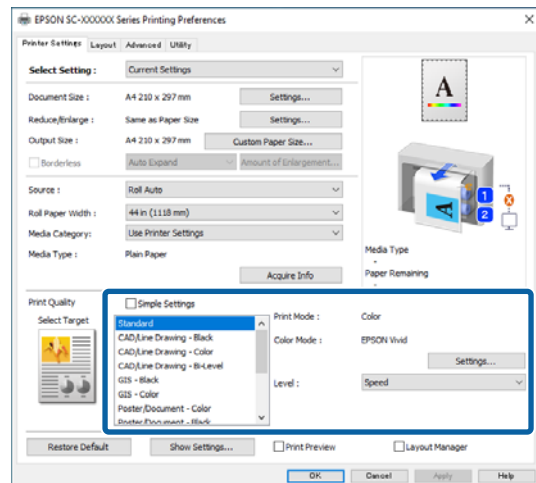 EPSON SC-XXXXXX Series Printing Preferences
Printer Settings Layout Advanced Utility
Select Setting : Current Settings
Document Size : A4 210 x 297 mm Settings...
Reduce/Enlarge : Same as Paper Size Settings...
Output Size : A4 210 x 297 mm Custom Paper Size...
Borderless Auto Expand Amount of Enlargement...
A
Source : Roll Auto
Roll Paper Width : 44 in (1118 mm)
Media Category: Use Printer Settings
Media Type : Plain Paper
Acquire Info
A
1
2
Media Type
-
Paper Remaining
-
Print Quality
Select Target
Simple Settings
Standard
CAD/Line Drawing - Black
CAD/Line Drawing - Color
CAD/Line Drawing - Bi-Level
GIS - Black
GIS - Color
Poster/Document - Color
Poster/Document - Black
Print Mode : Color
Color Mode : EPSON Vivid
Settings...
Level : Speed
Restore Default Show Settings... Print Preview Layout Manager
OK Cancel Apply Help